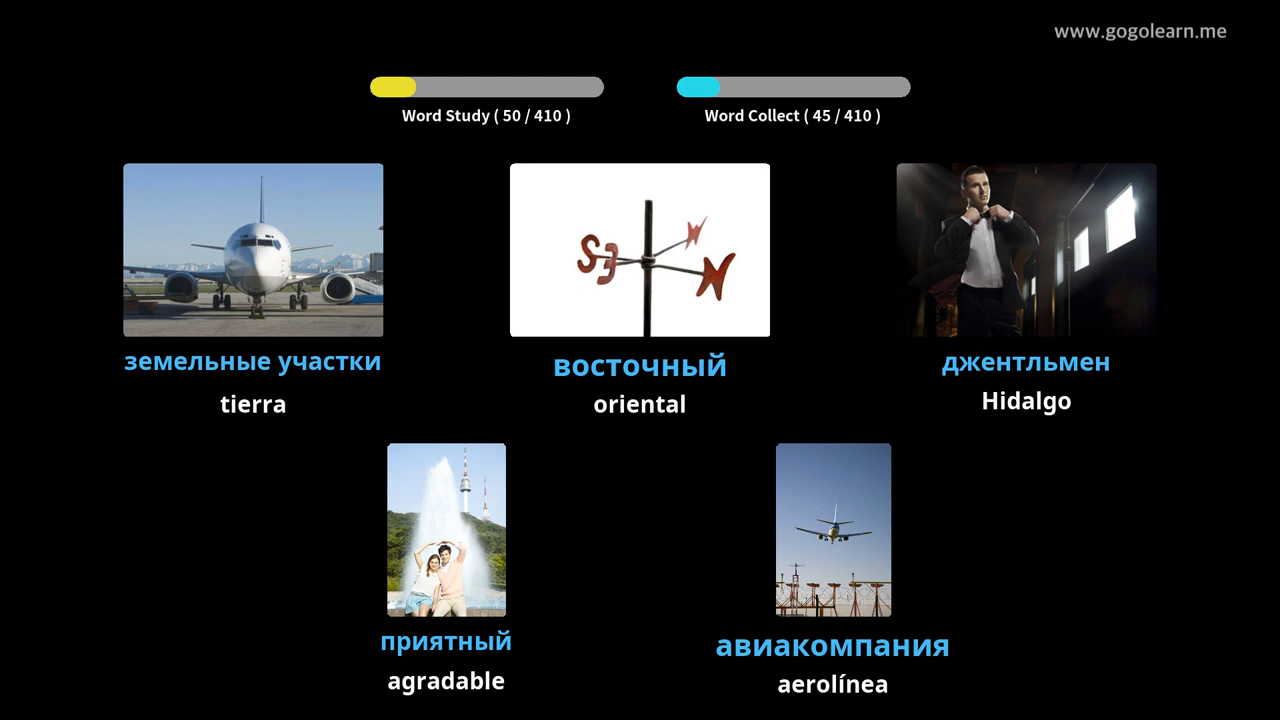 www.gogolearn.me
Word Study ( 50 / 410 )
Word Collect ( 45 / 410 )
земельные участки
tierra
восточный
oriental
джентльмен
Hidalgo
приятный
agradable
авиакомпания
aerolínea